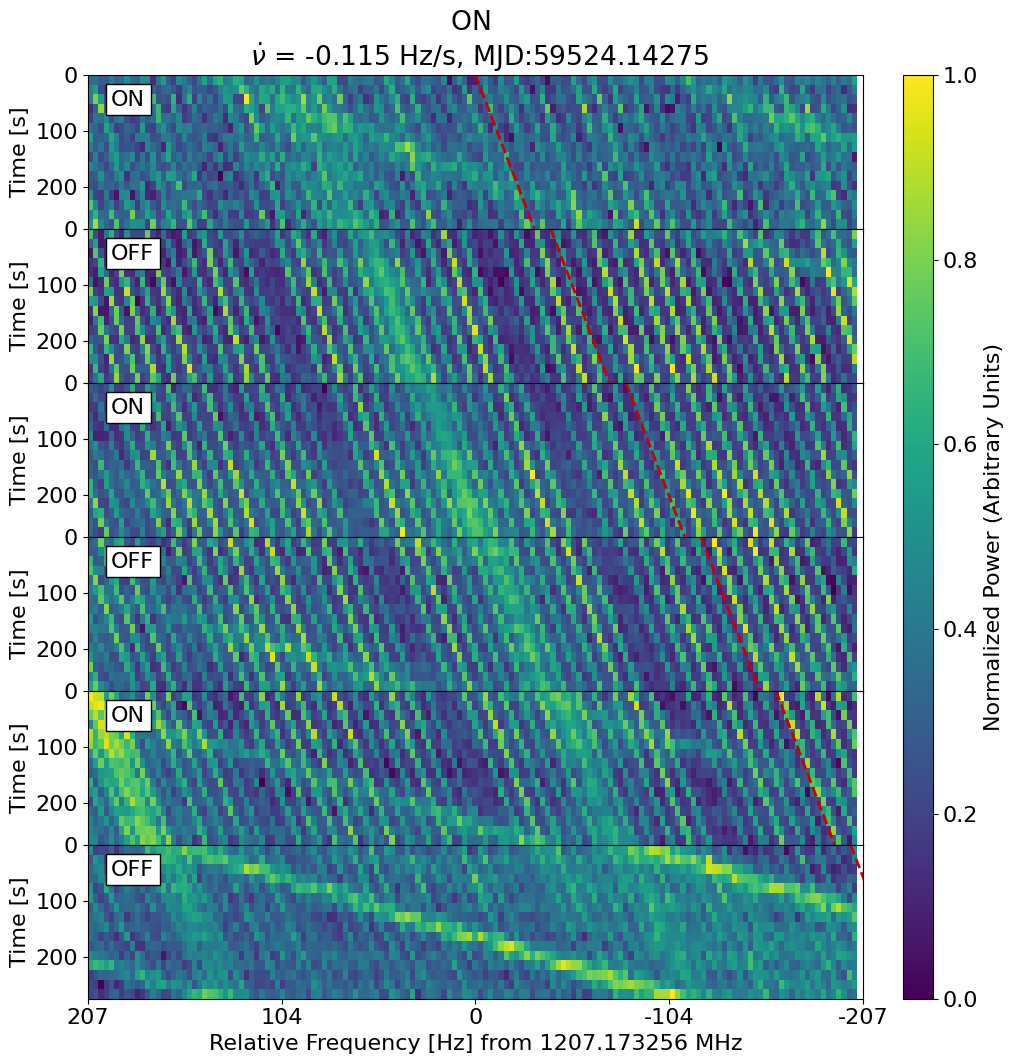 ON
ν̇ = -0.115 Hz/s, MJD:59524.14275
0
100
200
Time [s]
ON
0
100
200
Time [s]
OFF
0
100
200
Time [s]
ON
0
100
200
Time [s]
OFF
0
100
200
Time [s]
ON
0
100
200
Time [s]
OFF
207 104 0 -104 -207
Relative Frequency [Hz] from 1207.173256 MHz
1.0
0.8
0.6
0.4
0.2
0.0
Normalized Power (Arbitrary Units)